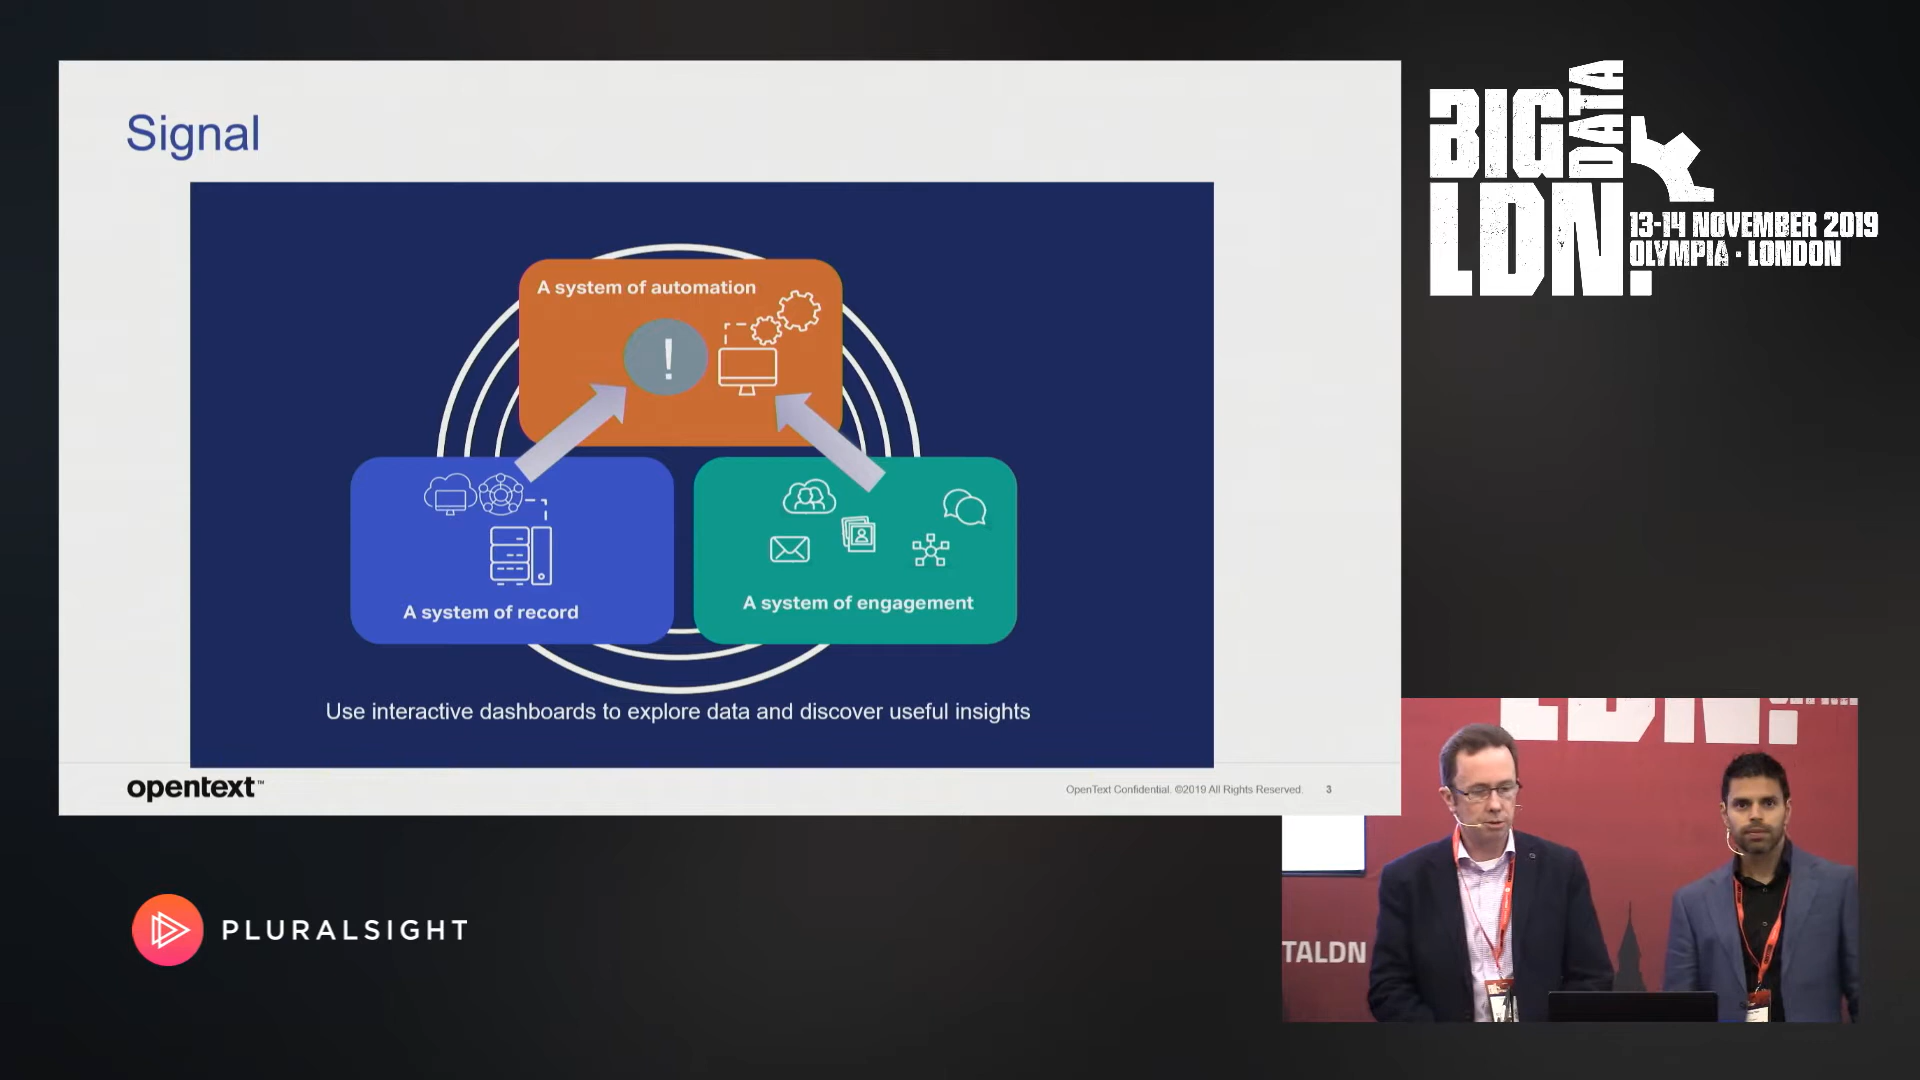 Signal
A system of automation
!
A system of record
A system of engagement
Use interactive dashboards to explore data and discover useful insights
opentext™
OpenText Confidential. ©2019 All Rights Reserved. 3
BIG DATA
LDN.
13-14 NOVEMBER 2019
OLYMPIA · LONDON
LDN.
TALDN
PLURALSIGHT